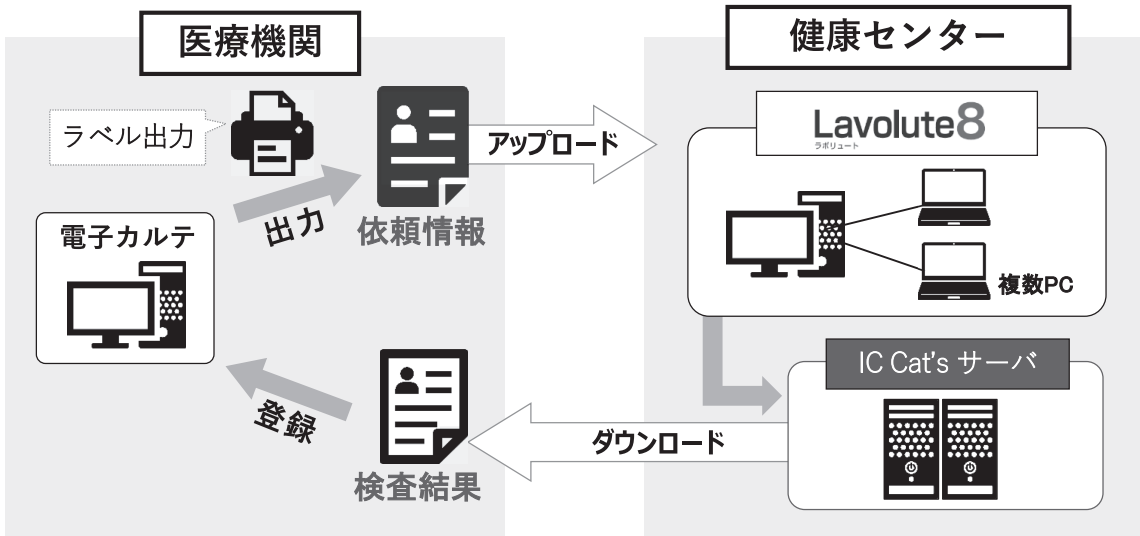 医療機関
ラベル出力
出力
依頼情報
電子カルテ
登録
検査結果
アップロード
ダウンロード
健康センター
Lavolute8
ラボリュート
複数PC
IC Cat's サーバ